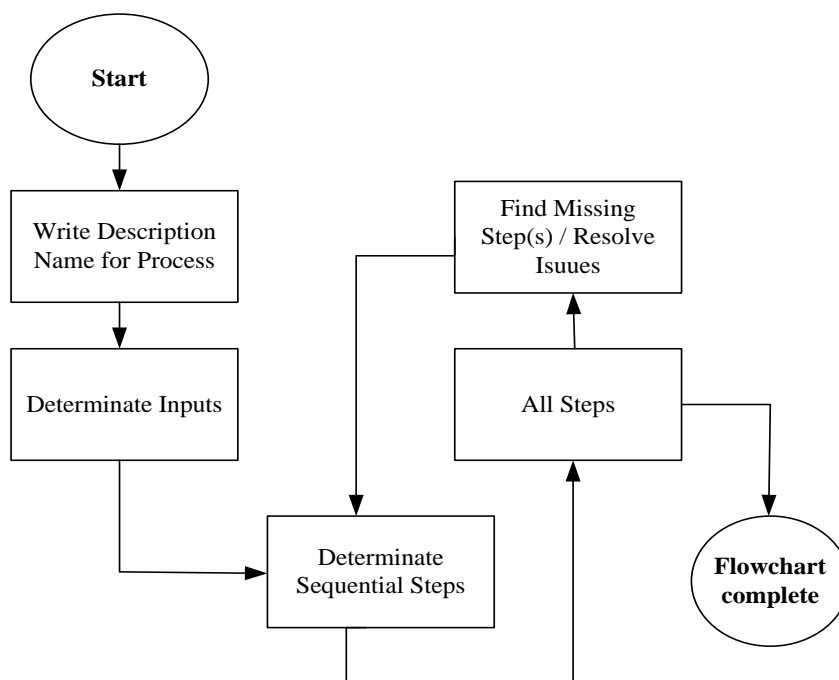 Start
Write Description
Name for Process
Determinate Inputs
Find Missing
Step(s) / Resolve
Isuues
All Steps
Determinate
Sequential Steps
Flowchart
complete